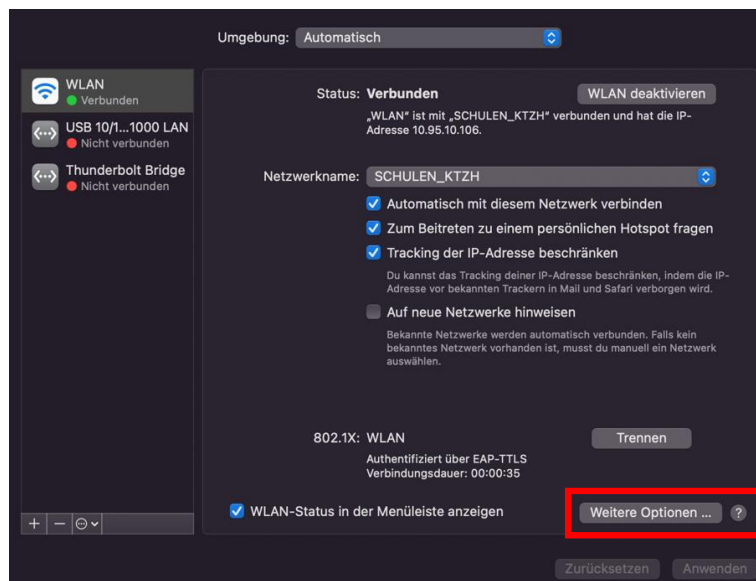 Umgebung: Automatisch
WLAN
Verbunden
USB 10/1...1000 LAN
Nicht verbunden
Thunderbolt Bridge
Nicht verbunden
Status: Verbunden WLAN deaktivieren
„WLAN" ist mit „SCHULEN_KTZH" verbunden und hat die IP-
Adresse 10.95.10.106.
Netzwerkname: SCHULEN_KTZH
Automatisch mit diesem Netzwerk verbinden
Zum Beitreten zu einem persönlichen Hotspot fragen
Tracking der IP-Adresse beschränken
Du kannst das Tracking deiner IP-Adresse beschränken, indem die IP-
Adresse vor bekannten Trackern in Mail und Safari verborgen wird.
Auf neue Netzwerke hinweisen
Bekannte Netzwerke werden automatisch verbunden. Falls kein
bekanntes Netzwerk vorhanden ist, musst du manuell ein Netzwerk
auswählen.
802.1X: WLAN Trennen
Authentifiziert über EAP-TTLS
Verbindungsdauer: 00:00:35
WLAN-Status in der Menüleiste anzeigen Weitere Optionen ... ?
Zurücksetzen Anwenden